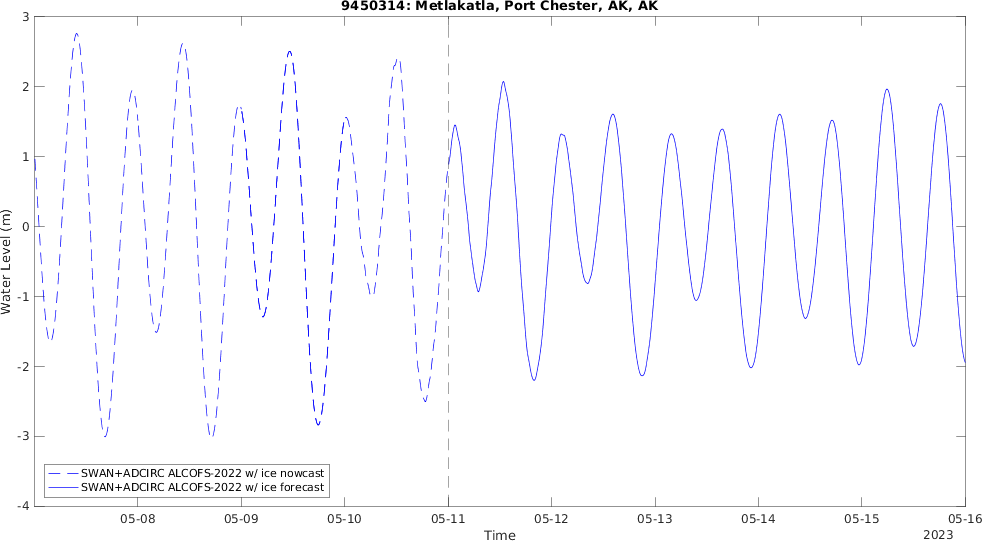 9450314: Metlakatla, Port Chester, AK, AK
3
2
1
0
-1
-2
-3
-4
Water Level (m)
SWAN+ADCIRC ALCOFS-2022 w/ ice nowcast
SWAN+ADCIRC ALCOFS-2022 w/ ice forecast
05-08 05-09 05-10 05-11 05-12 05-13 05-14 05-15 05-16
Time
2023